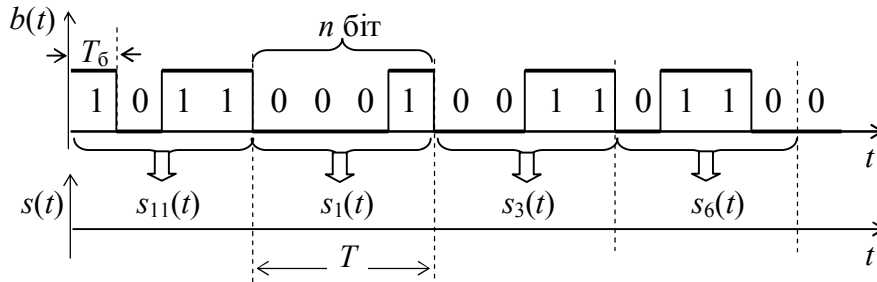 b(t) n біт
Tб
1 0 1 1 0 0 0 1 0 0 1 1 0 1 1 0 0
t
s(t) s₁₁(t) s₁(t) s₃(t) s₆(t)
T t